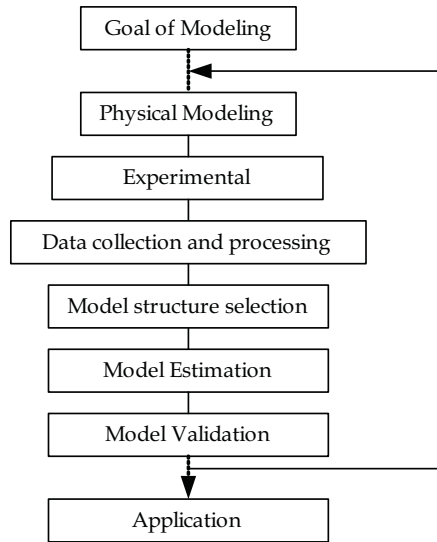 Goal of Modeling
Physical Modeling
Experimental
Data collection and processing
Model structure selection
Model Estimation
Model Validation
Application